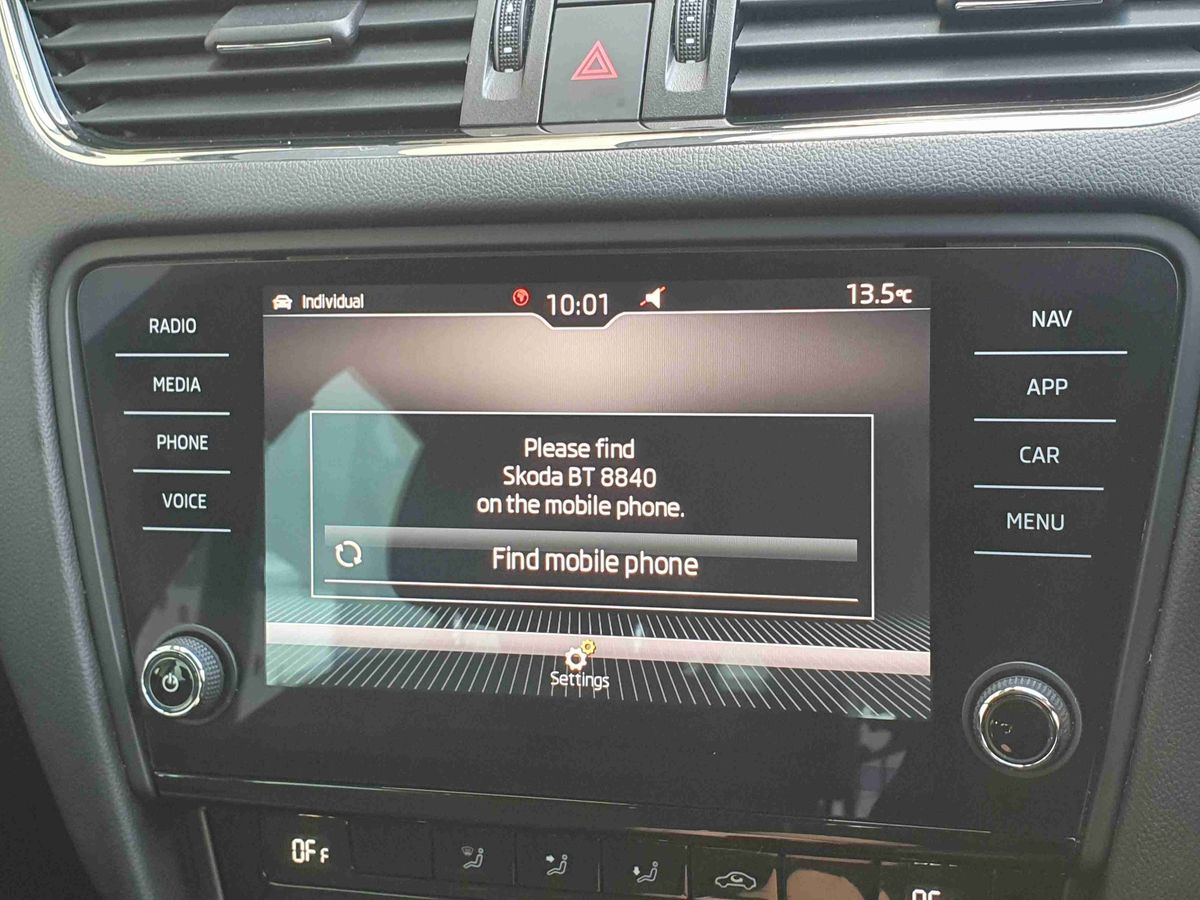 Individual
10:01
13.5°C
RADIO
MEDIA
PHONE
VOICE
Please find
Skoda BT 8840
on the mobile phone.
Find mobile phone
Settings
NAV
APP
CAR
MENU
OFF